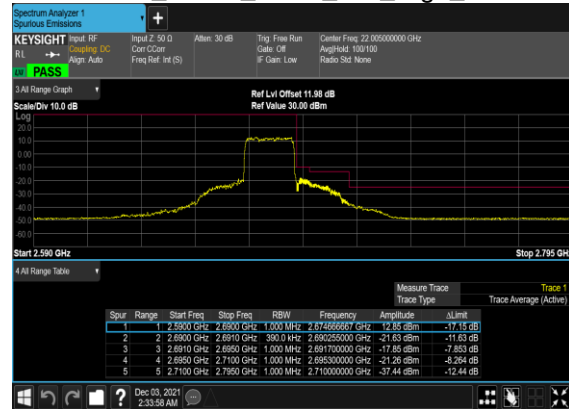 Spectrum Analyzer 1
Spurious Emissions
KEYSIGHT Input: RF Input Z: 50 Ω Atten: 30 dB Trig: Free Run Center Freq: 22.005000000 GHz
RL Coupling: DC Corr CCorr Gate: Off Avg|Hold: 100/100
Align: Auto Freq Ref: Int (S) IF Gain: Low Radio Std: None
PASS
3 All Range Graph
Ref Lvl Offset 11.98 dB
Scale/Div 10.0 dB Ref Value 30.00 dBm
Log
20.0
10.0
0.00
-10.0
-20.0
-30.0
-40.0
-50.0
-60.0
Start 2.590 GHz Stop 2.795 GHz
4 All Range Table
Measure Trace Trace 1
Trace Type Trace Average (Active)
Spur Range Start Freq Stop Freq RBW Frequency Amplitude ΔLimit
1 1 2.5900 GHz 2.6900 GHz 1.000 MHz 2.674666667 GHz 12.85 dBm -17.15 dB
2 2 2.6900 GHz 2.6910 GHz 390.0 kHz 2.690255000 GHz -21.63 dBm -11.63 dB
3 3 2.6910 GHz 2.6950 GHz 1.000 MHz 2.691700000 GHz -17.85 dBm -7.853 dB
4 4 2.6950 GHz 2.7100 GHz 1.000 MHz 2.695300000 GHz -21.26 dBm -8.264 dB
5 5 2.7100 GHz 2.7950 GHz 1.000 MHz 2.710000000 GHz -37.44 dBm -12.44 dB
Dec 03, 2021
2:33:58 AM